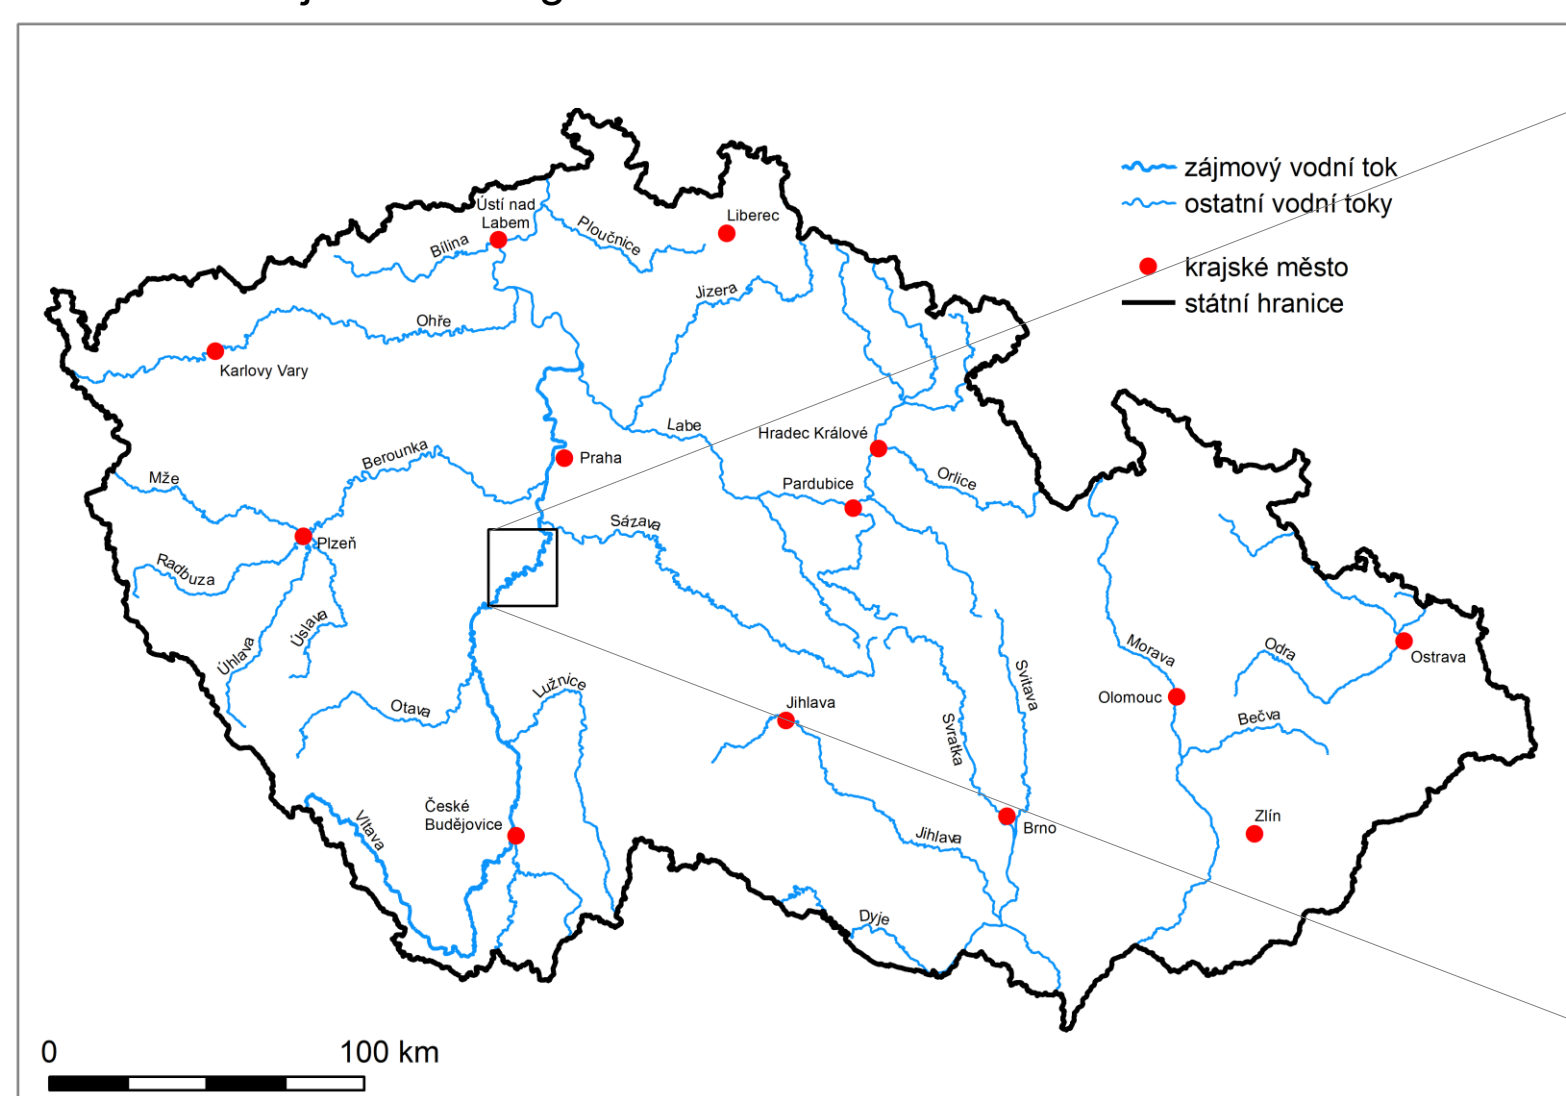 zájmový vodní tok
ostatní vodní toky
krajské město
státní hranice
Ústí nad
Labem
Bílina
Ploučnice
Liberec
Jizera
Ohře
Karlovy Vary
Labe
Hradec Králové
Praha
Berounka
Mže
Pardubice
Orlice
Sázava
Plzeň
Radbuza
Úslava
Úhlava
Otava
Lužnice
Jihlava
Svitava
Svratka
Morava
Olomouc
Odra
Ostrava
Bečva
České
Budějovice
Vltava
Jihlava
Brno
Zlín
Dyje
0
100 km